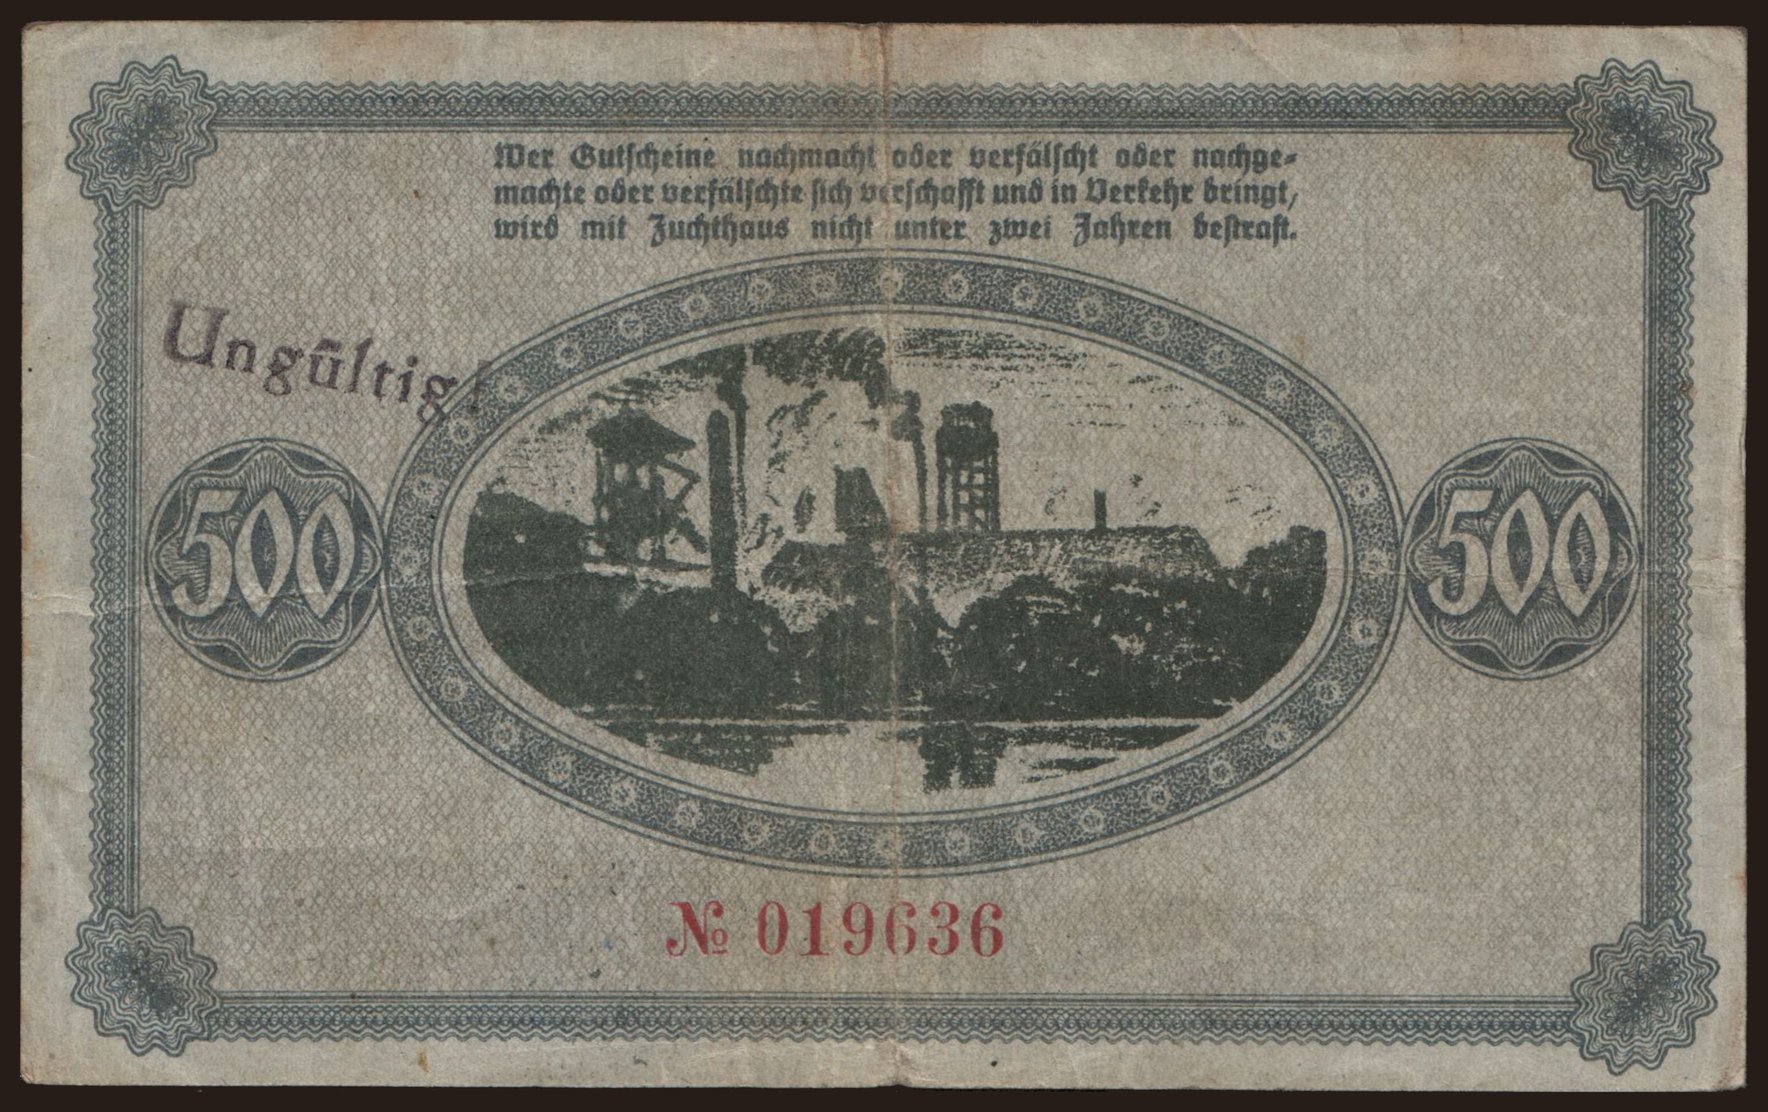 Wer Gutscheine nachmacht oder verfälscht oder nachge-
machte oder verfälschte sich verschafft und in Verkehr bringt,
wird mit Zuchthaus nicht unter zwei Jahren bestraft.
Ungültig!
500
500
№ 019636